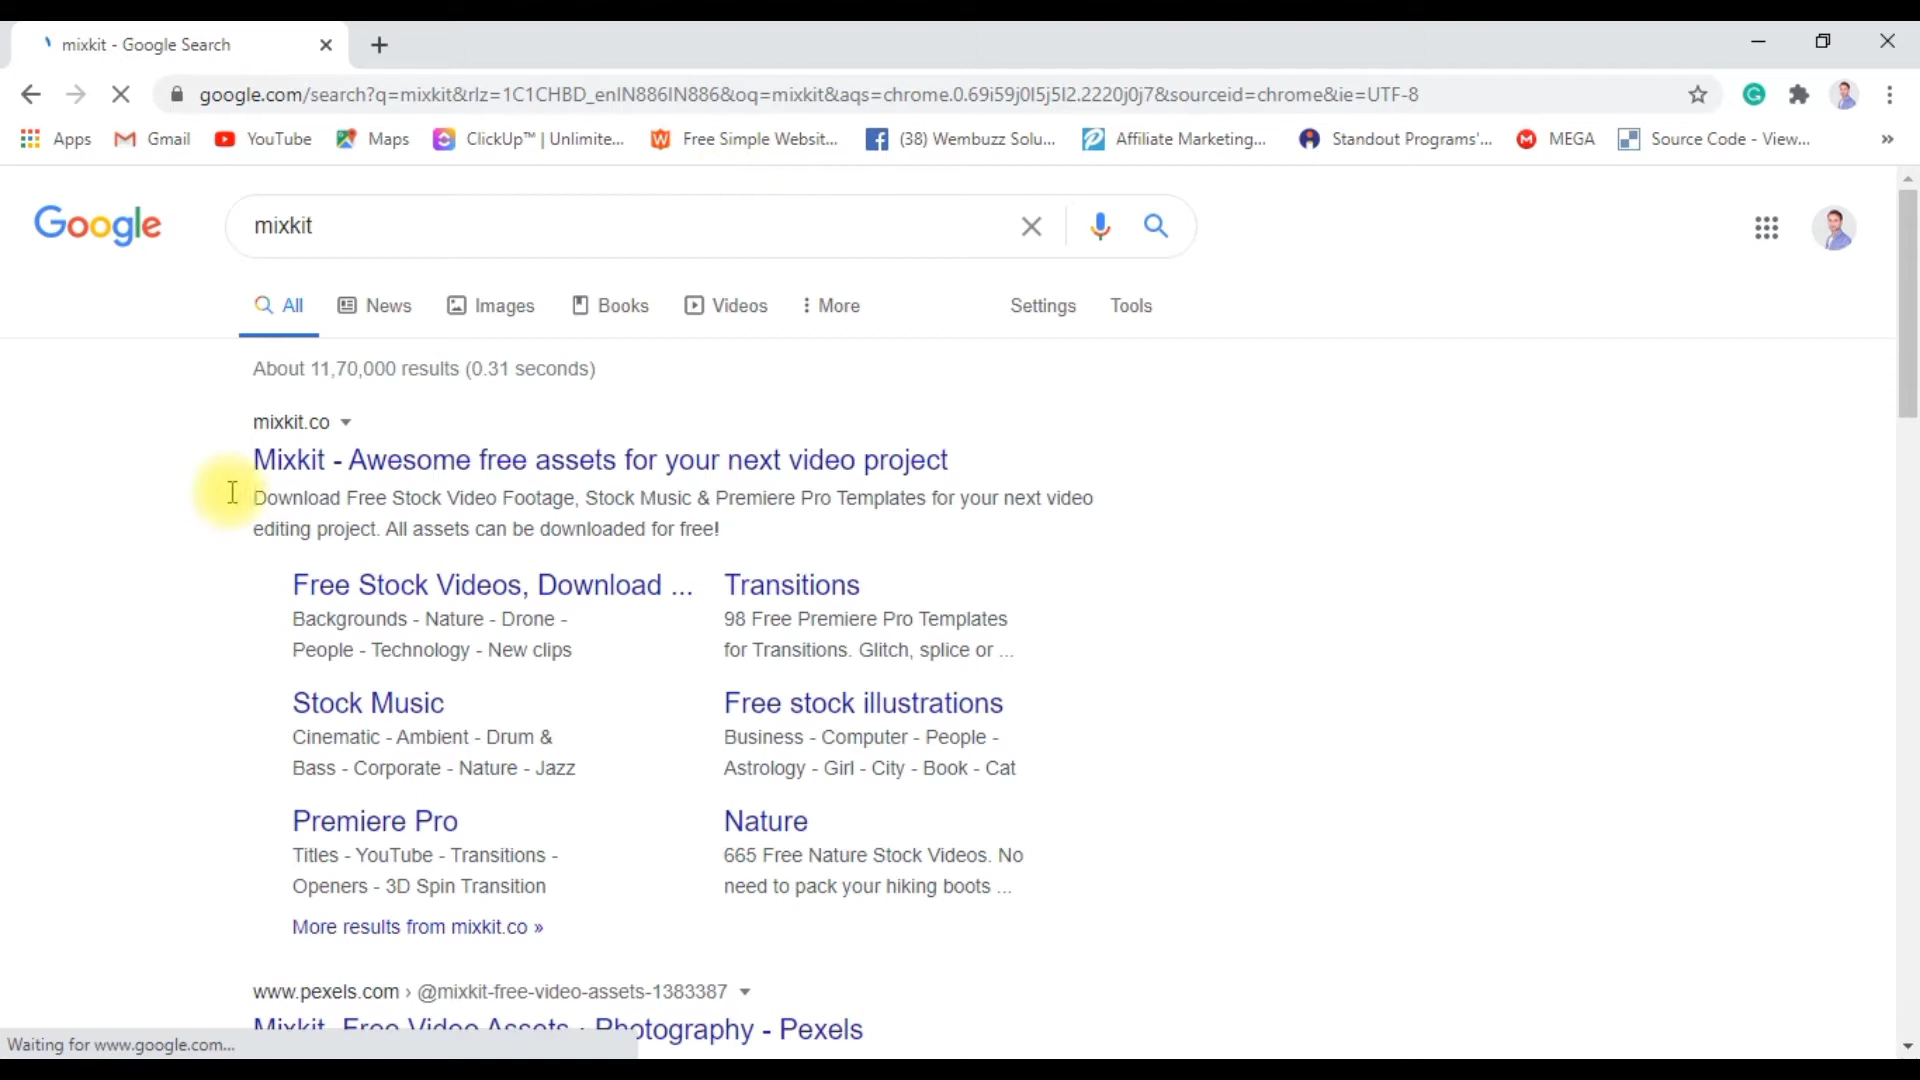 mixkit - Google Search
google.com/search?q=mixkit&rlz=1C1CHBD_enIN886IN886&oq=mixkit&aqs=chrome.0.69i59j0l5j5l2.2220j0j7&sourceid=chrome&ie=UTF-8
Apps Gmail YouTube Maps ClickUp™ | Unlimite... Free Simple Websit... (38) Wembuzz Solu... Affiliate Marketing... Standout Programs'... MEGA Source Code - View... »
Google mixkit
All News Images Books Videos More Settings Tools
About 11,70,000 results (0.31 seconds)
mixkit.co
Mixkit - Awesome free assets for your next video project
Download Free Stock Video Footage, Stock Music & Premiere Pro Templates for your next video
editing project. All assets can be downloaded for free!
Free Stock Videos, Download ...
Backgrounds - Nature - Drone -
People - Technology - New clips
Transitions
98 Free Premiere Pro Templates
for Transitions. Glitch, splice or ...
Stock Music
Cinematic - Ambient - Drum &
Bass - Corporate - Nature - Jazz
Free stock illustrations
Business - Computer - People -
Astrology - Girl - City - Book - Cat
Premiere Pro
Titles - YouTube - Transitions -
Openers - 3D Spin Transition
Nature
665 Free Nature Stock Videos. No
need to pack your hiking boots ...
More results from mixkit.co »
www.pexels.com › @mixkit-free-video-assets-1383387
Mixkit- Free Video Assets · Photography - Pexels
Waiting for www.google.com...